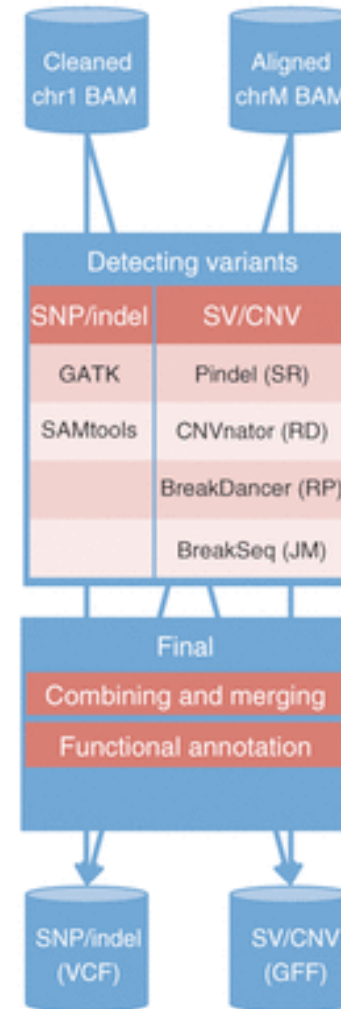 Cleaned
chr1 BAM
Aligned
chrM BAM
Detecting variants
SNP/indel
SV/CNV
GATK
Pindel (SR)
SAMtools
CNVnator (RD)
BreakDancer (RP)
BreakSeq (JM)
Final
Combining and merging
Functional annotation
SNP/indel
(VCF)
SV/CNV
(GFF)